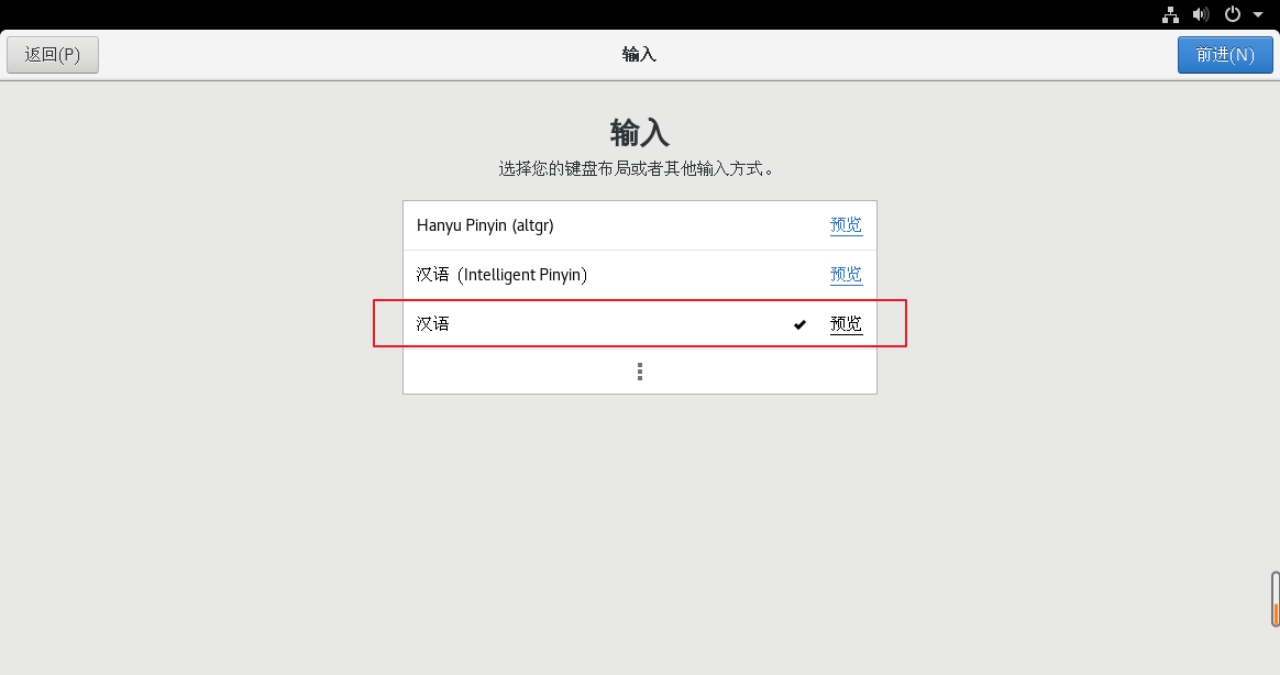 返回(P)
输入
前进(N)
输入
选择您的键盘布局或者其他输入方式。
Hanyu Pinyin (altgr)
预览
汉语 (Intelligent Pinyin)
预览
汉语
预览